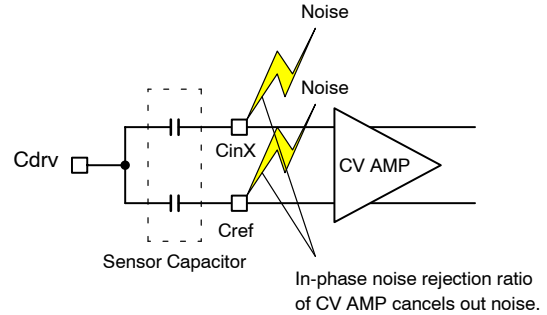 Noise
Noise
CinX
Cdrv
CV AMP
Cref
Sensor Capacitor
In-phase noise rejection ratio
of CV AMP cancels out noise.